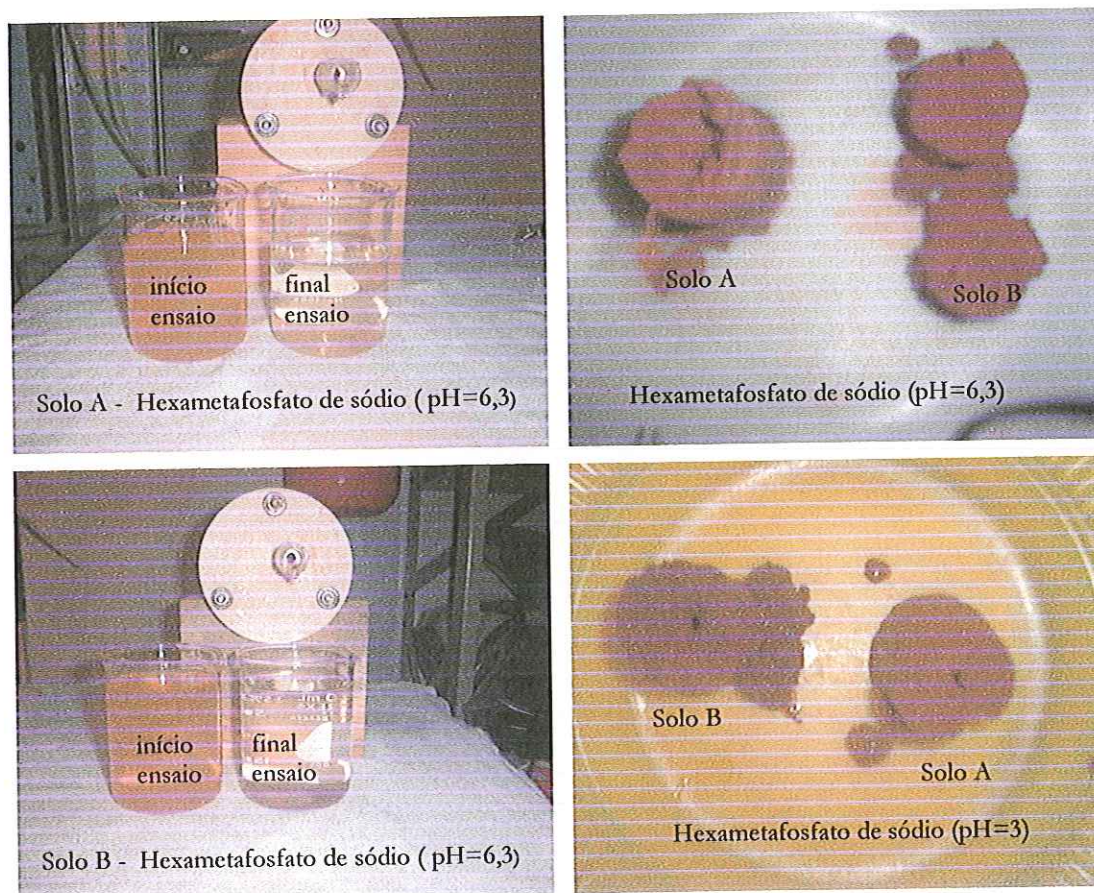 início
ensaio
final
ensaio
Solo A - Hexametafosfato de sódio ( pH=6,3)
Solo A
Solo B
Hexametafosfato de sódio (pH=6,3)
início
ensaio
final
ensaio
Solo B - Hexametafosfato de sódio ( pH=6,3)
Solo B
Solo A
Hexametafosfato de sódio (pH=3)